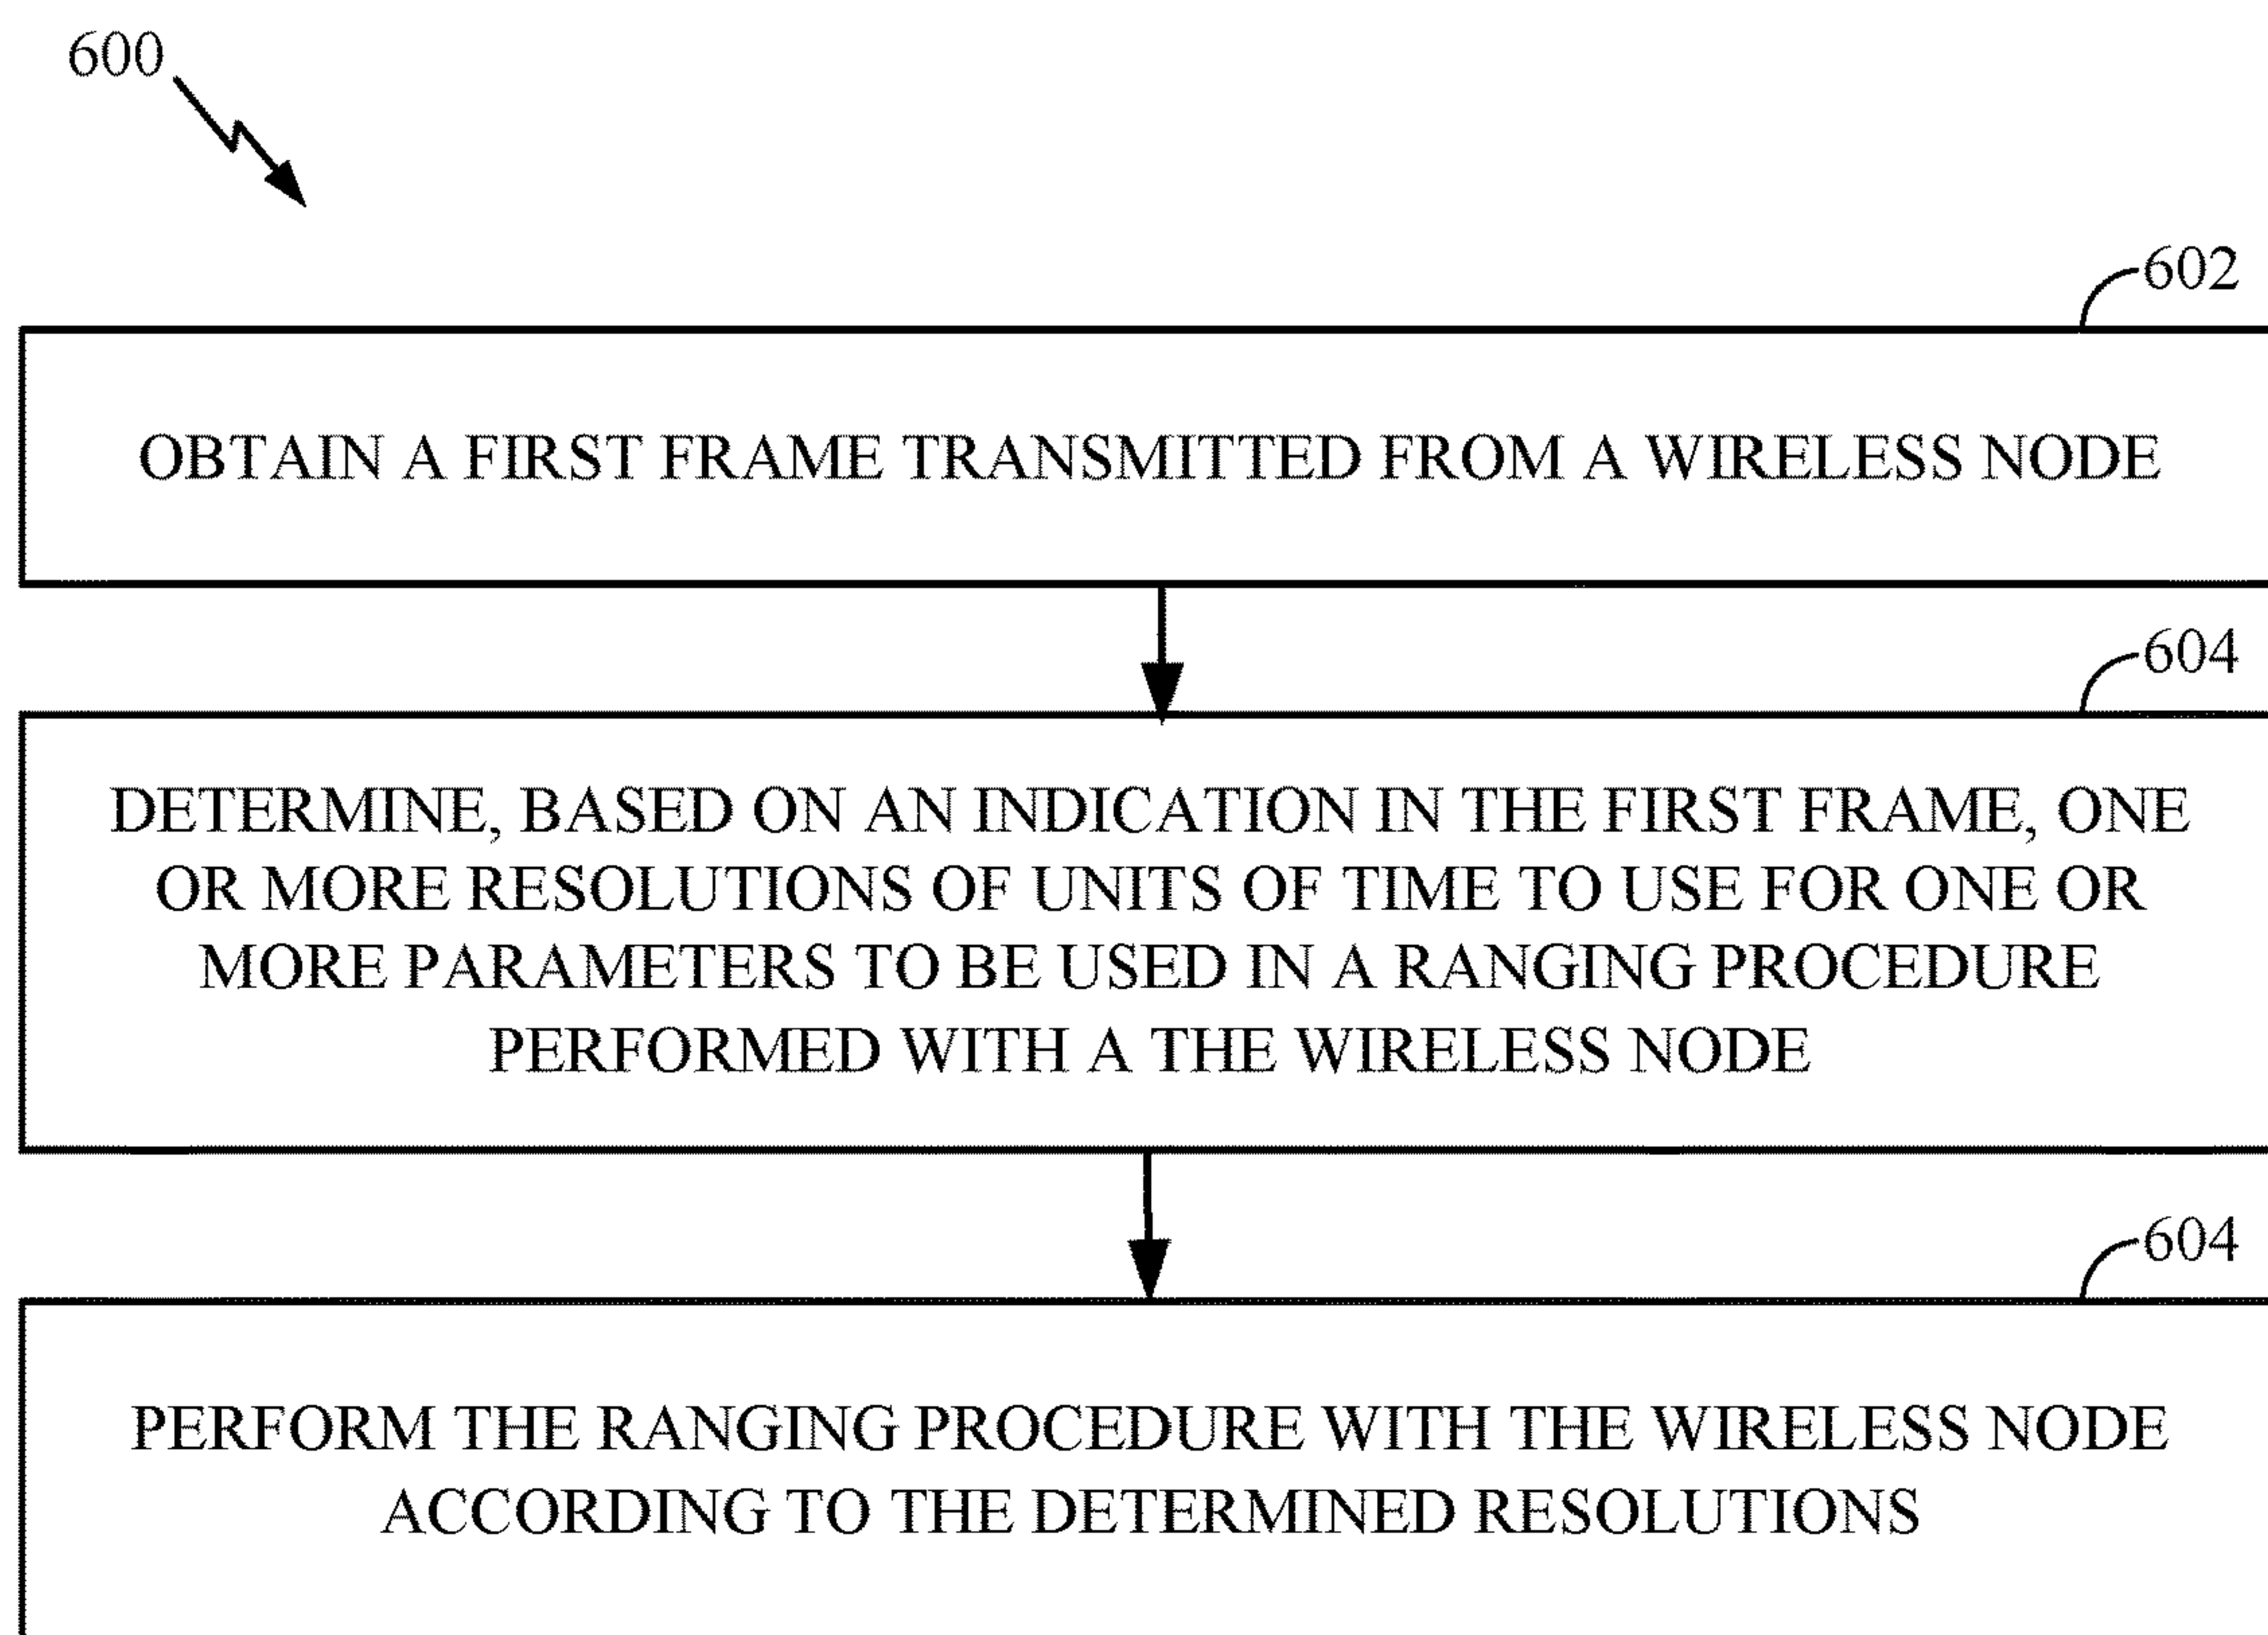 600
602
OBTAIN A FIRST FRAME TRANSMITTED FROM A WIRELESS NODE
604
DETERMINE, BASED ON AN INDICATION IN THE FIRST FRAME, ONE
OR MORE RESOLUTIONS OF UNITS OF TIME TO USE FOR ONE OR
MORE PARAMETERS TO BE USED IN A RANGING PROCEDURE
PERFORMED WITH A THE WIRELESS NODE
604
PERFORM THE RANGING PROCEDURE WITH THE WIRELESS NODE
ACCORDING TO THE DETERMINED RESOLUTIONS